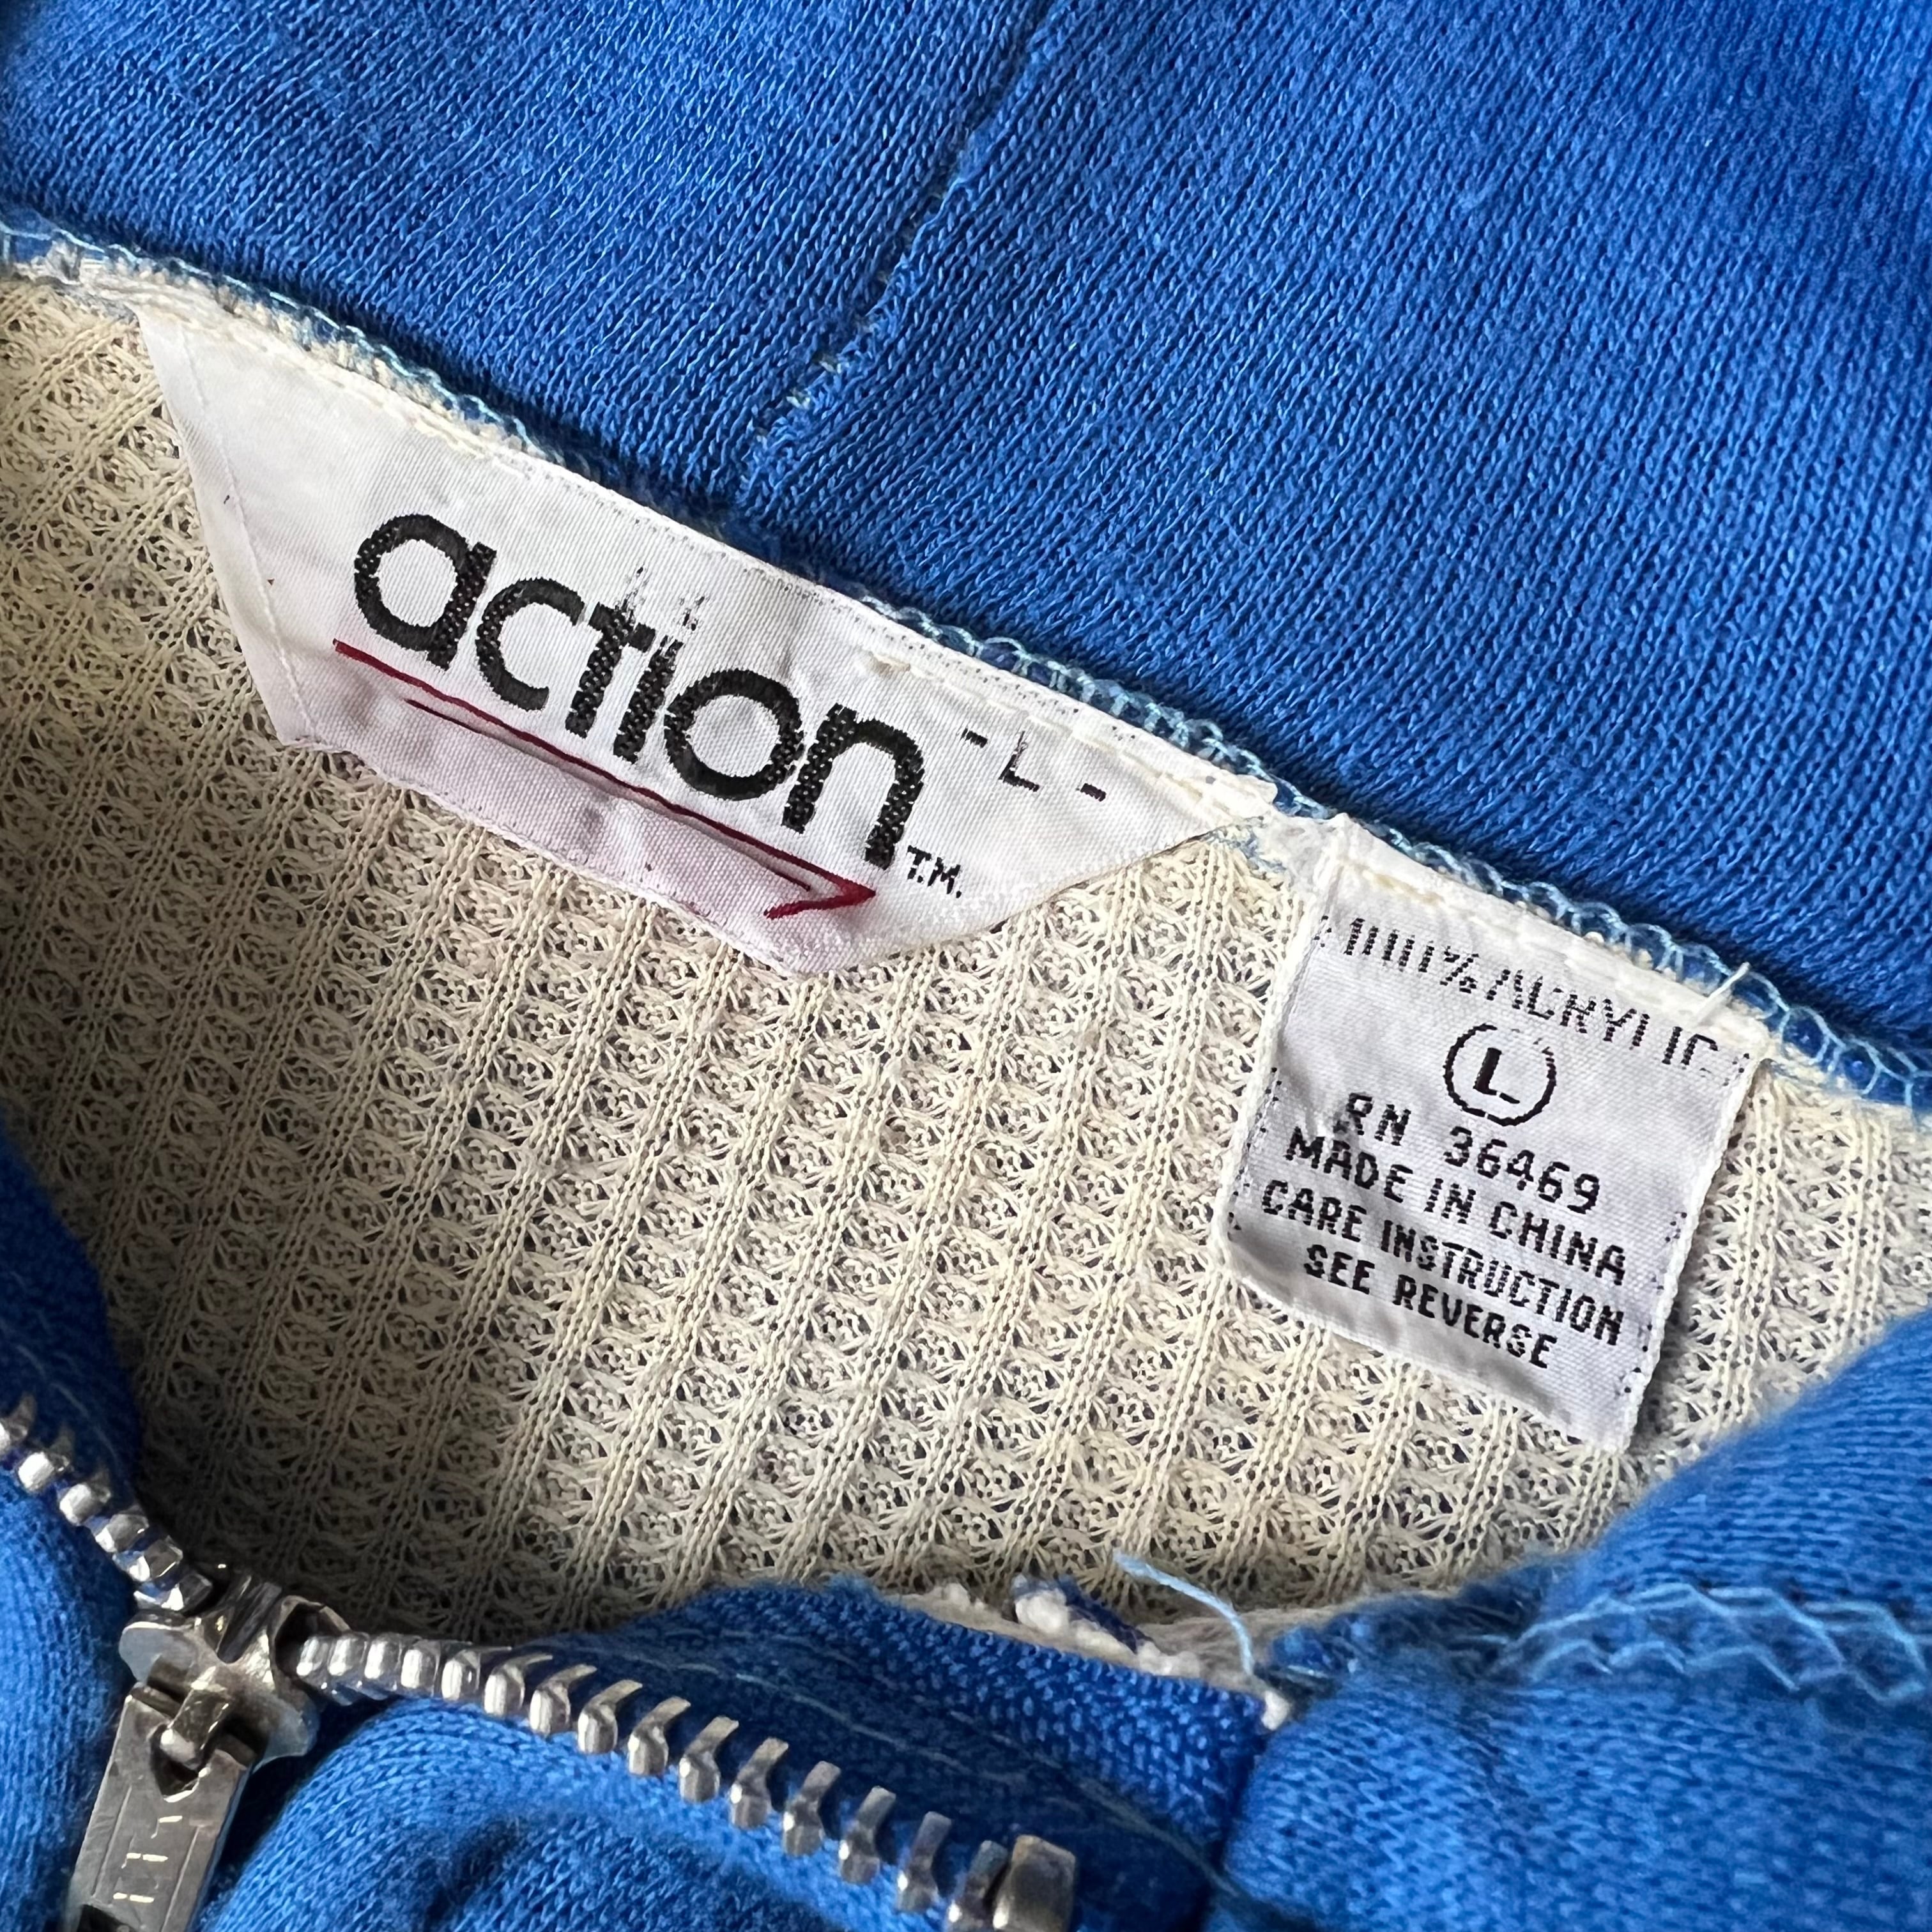 action T.M.
- L -
100% ACRYLIC
L
RN 36469
MADE IN CHINA
CARE INSTRUCTION
SEE REVERSE